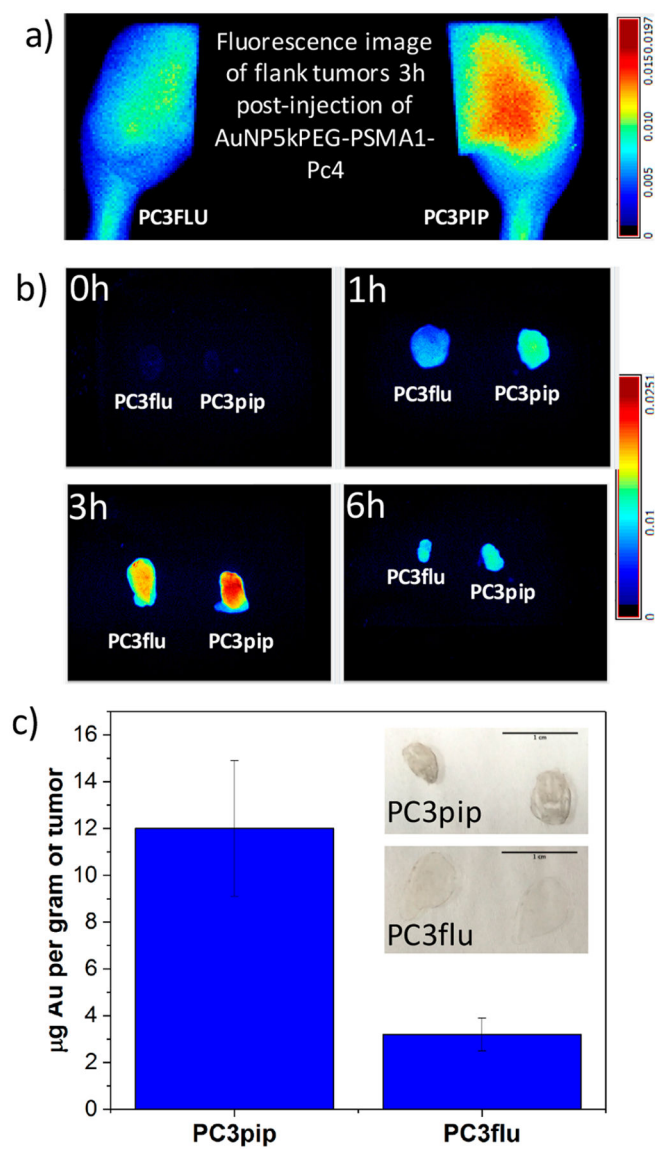 a)
Fluorescence image
of flank tumors 3h
post-injection of
AuNP5kPEG-PSMA1-
Pc4
PC3FLU
PC3PIP
0.0197
0.015
0.010
0.005
0
b)
0h
PC3flu
PC3pip
1h
PC3flu
PC3pip
3h
PC3flu
PC3pip
6h
PC3flu
PC3pip
0.0251
0.01
0
c)
µg Au per gram of tumor
16
14
12
10
8
6
4
2
0
1 cm
PC3pip
1 cm
PC3flu
PC3pip
PC3flu